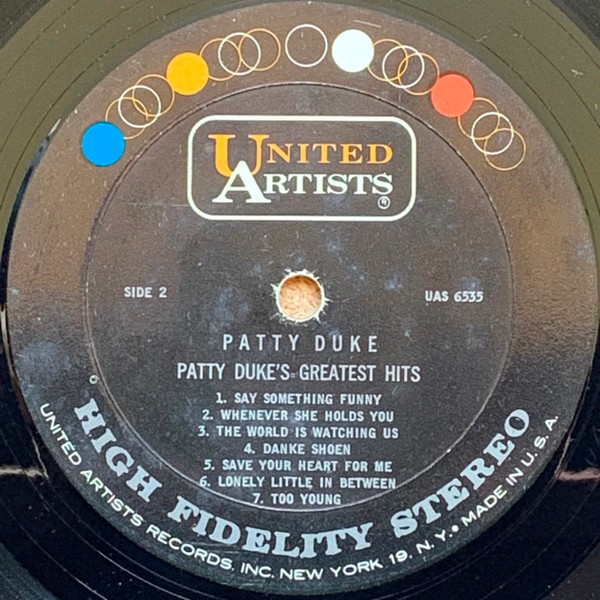 UNITED
ARTISTS
®
SIDE 2
UAS 6535
PATTY DUKE
PATTY DUKE'S GREATEST HITS
1. SAY SOMETHING FUNNY
2. WHENEVER SHE HOLDS YOU
3. THE WORLD IS WATCHING US
4. DANKE SHOEN
5. SAVE YOUR HEART FOR ME
6. LONELY LITTLE IN BETWEEN
7. TOO YOUNG
HIGH FIDELITY STEREO
UNITED ARTISTS RECORDS, INC. NEW YORK 19, N.Y. • MADE IN U.S.A.